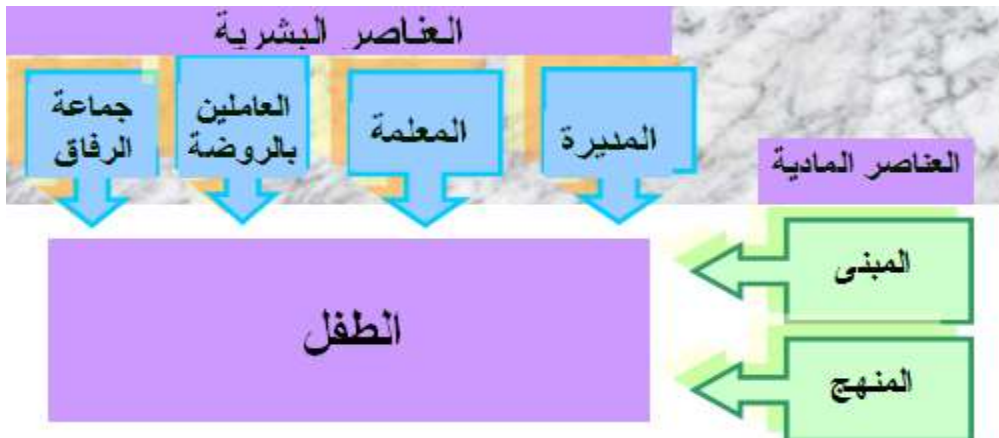 العناصر البشرية
المديرة
المعلمة
العاملين
بالروضة
جماعة
الرفاق
العناصر المادية
المبنى
المنهج
الطفل